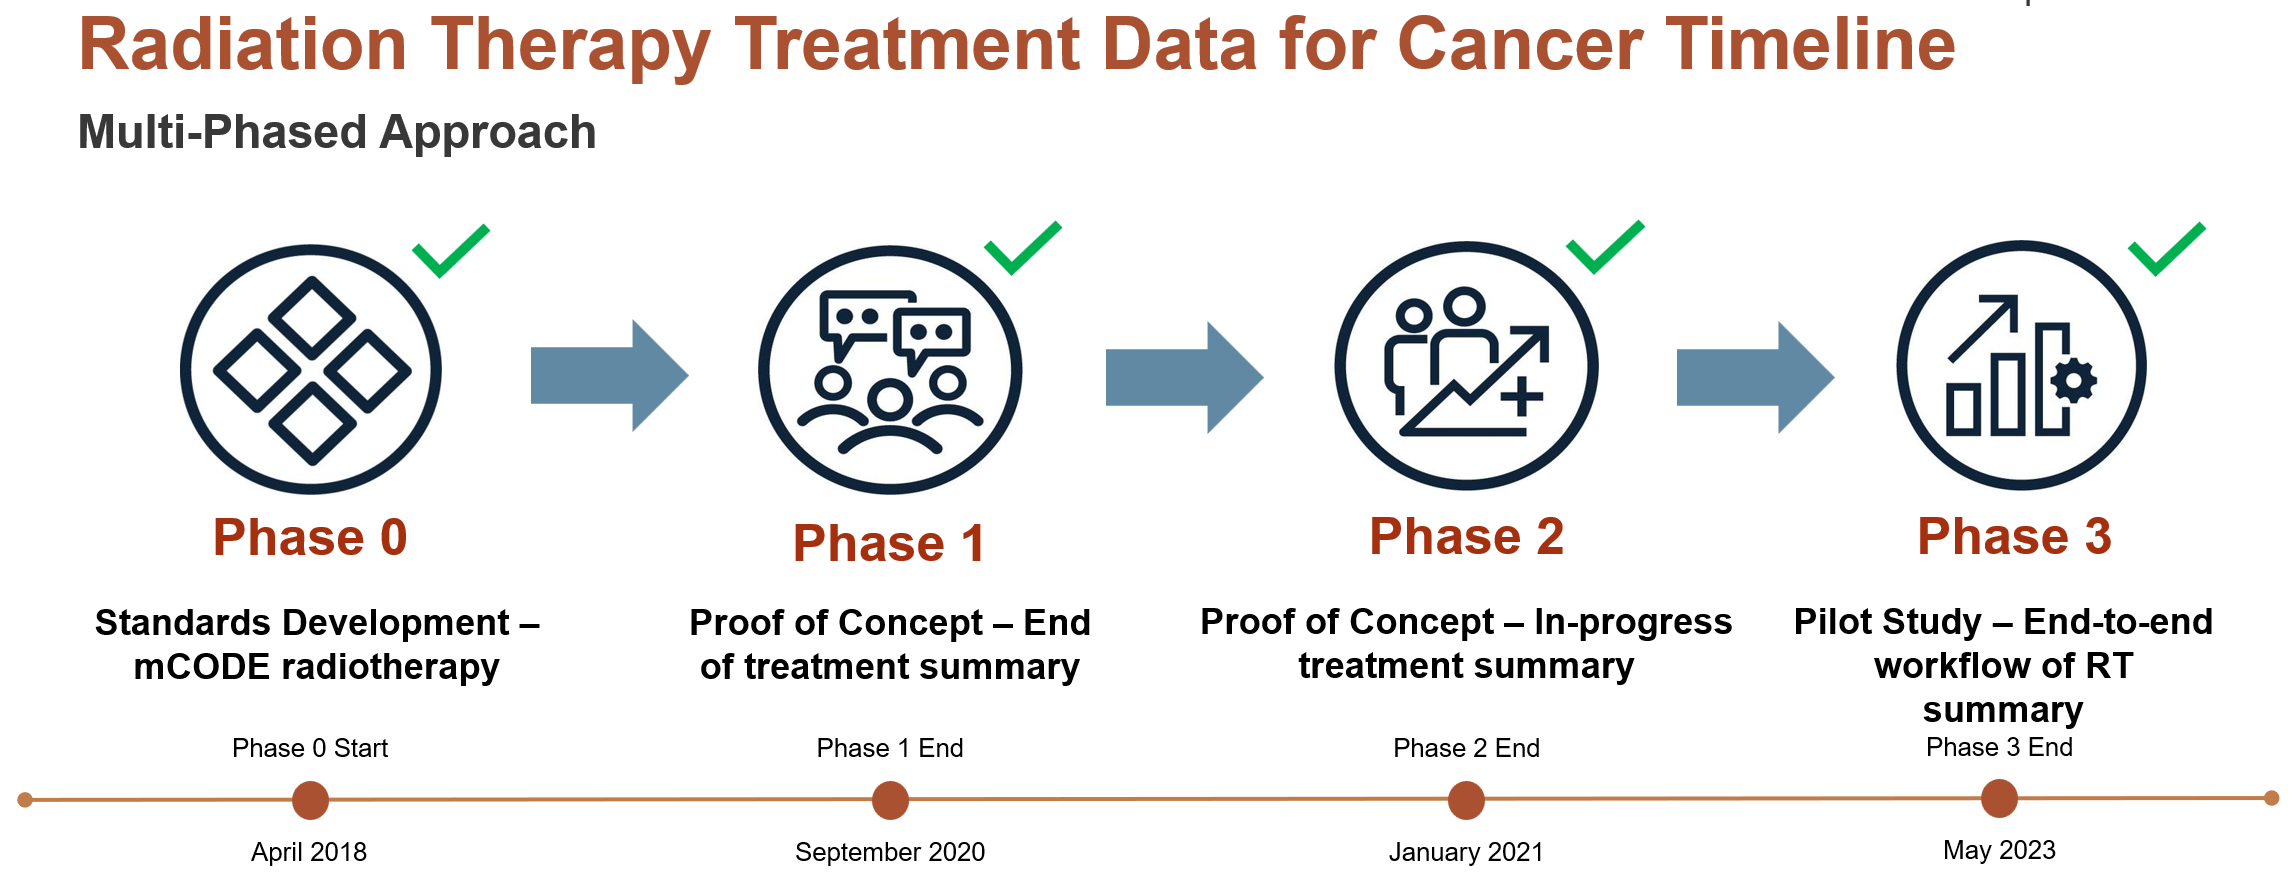 Radiation Therapy Treatment Data for Cancer Timeline
Multi-Phased Approach
Phase 0
Phase 1
Phase 2
Phase 3
Standards Development –
mCODE radiotherapy
Proof of Concept – End
of treatment summary
Proof of Concept – In-progress
treatment summary
Pilot Study – End-to-end
workflow of RT
summary
Phase 0 Start
Phase 1 End
Phase 2 End
Phase 3 End
April 2018
September 2020
January 2021
May 2023